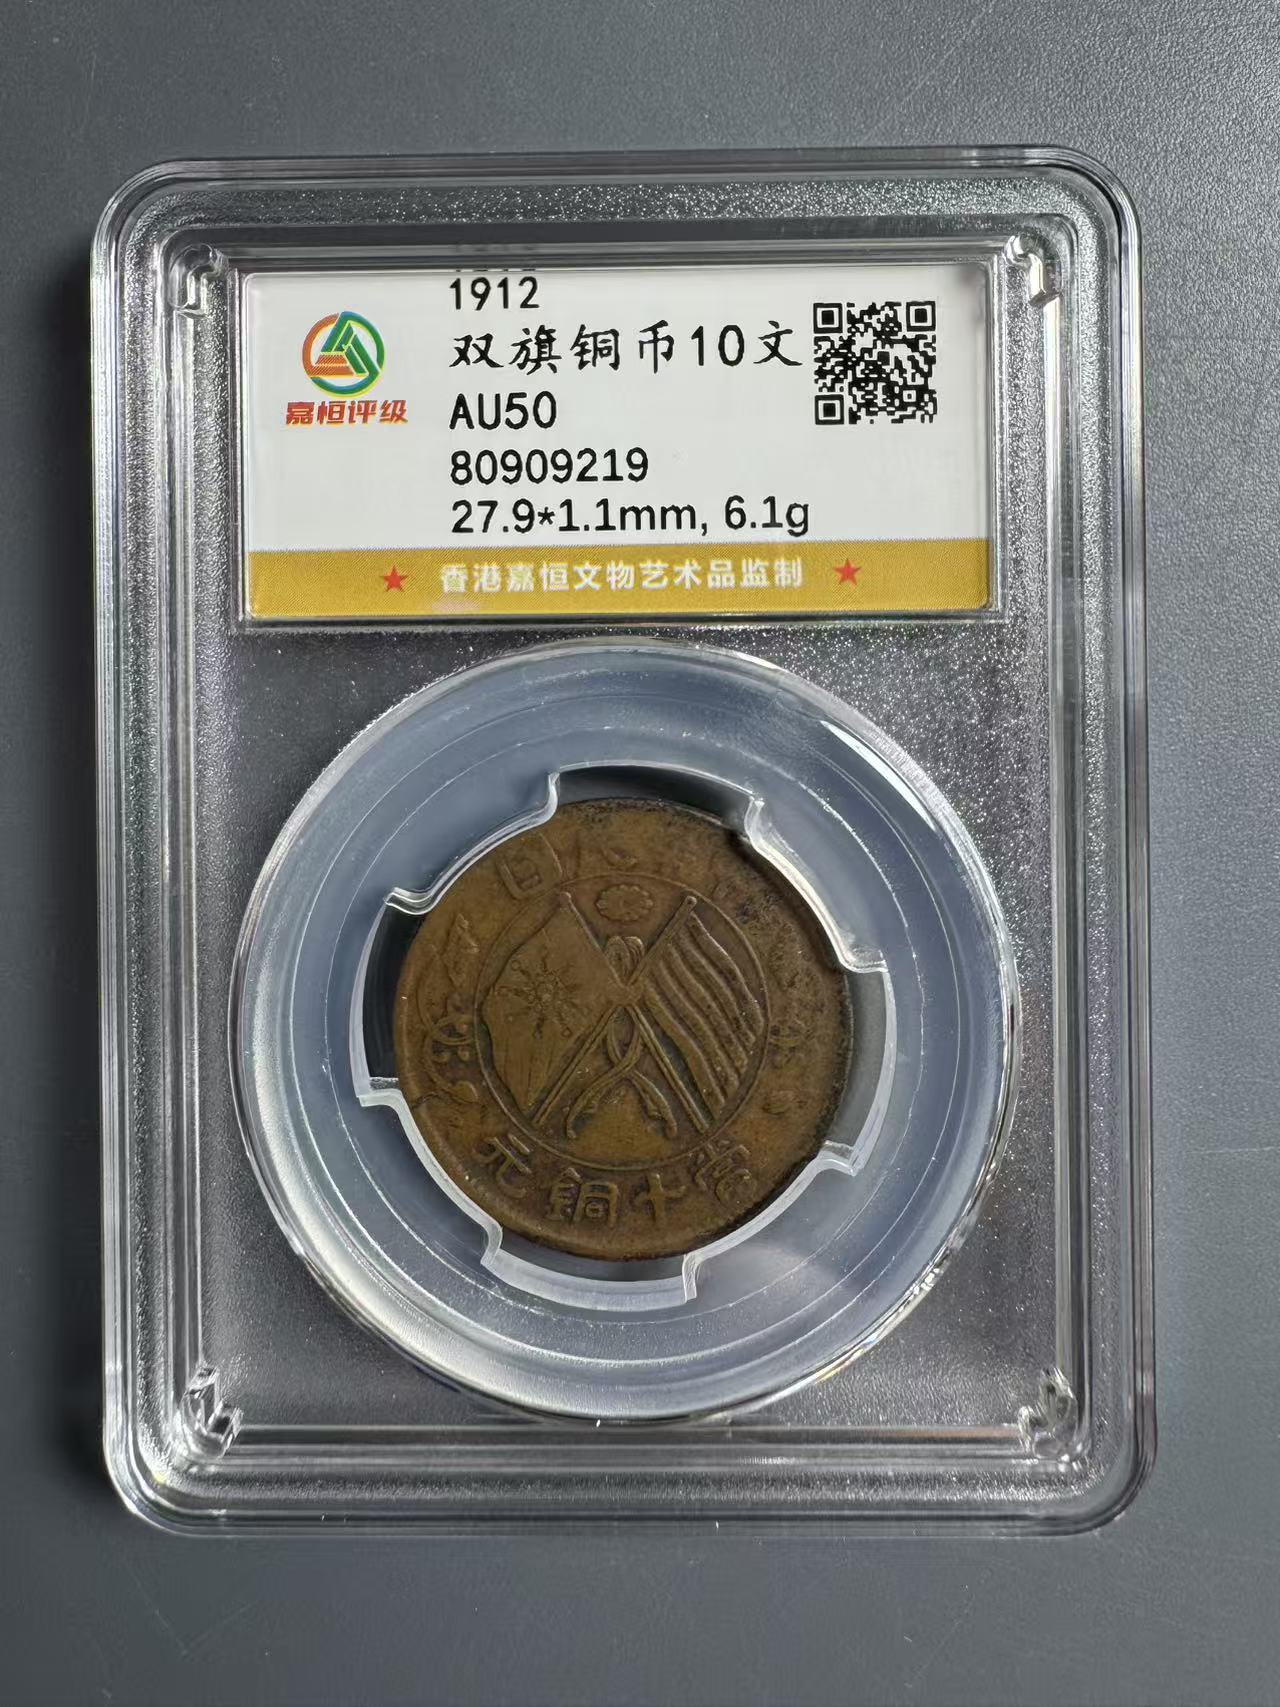 1912
双旗铜币10文
AU50
80909219
27.9*1.1mm, 6.1g
嘉恒评级
★ 香港嘉恒文物艺术品监制 ★
日
元銅十當